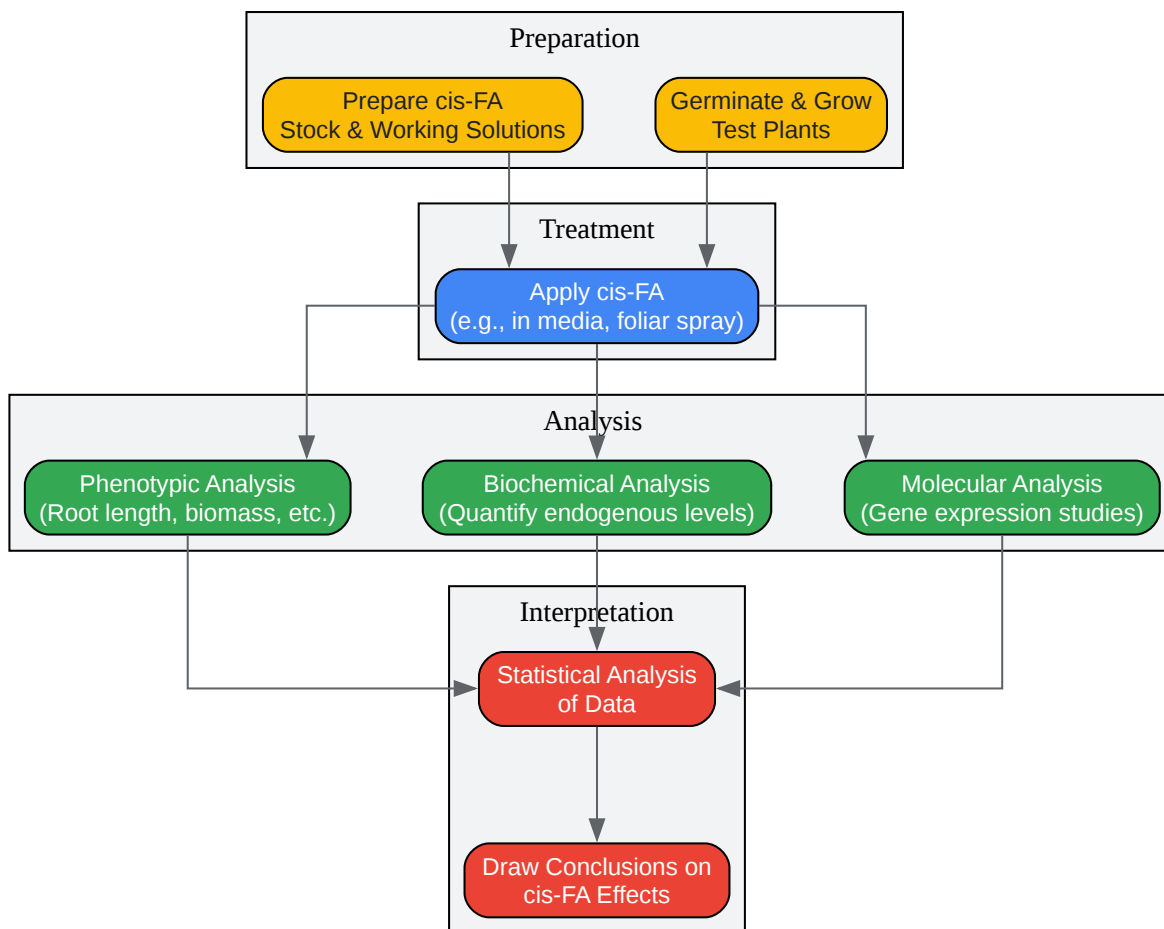 Preparation
Prepare cis-FA
Stock & Working Solutions
Germinate & Grow
Test Plants
Treatment
Apply cis-FA
(e.g., in media, foliar spray)
Analysis
Phenotypic Analysis
(Root length, biomass, etc.)
Biochemical Analysis
(Quantify endogenous levels)
Molecular Analysis
(Gene expression studies)
Interpretation
Statistical Analysis
of Data
Draw Conclusions on
cis-FA Effects